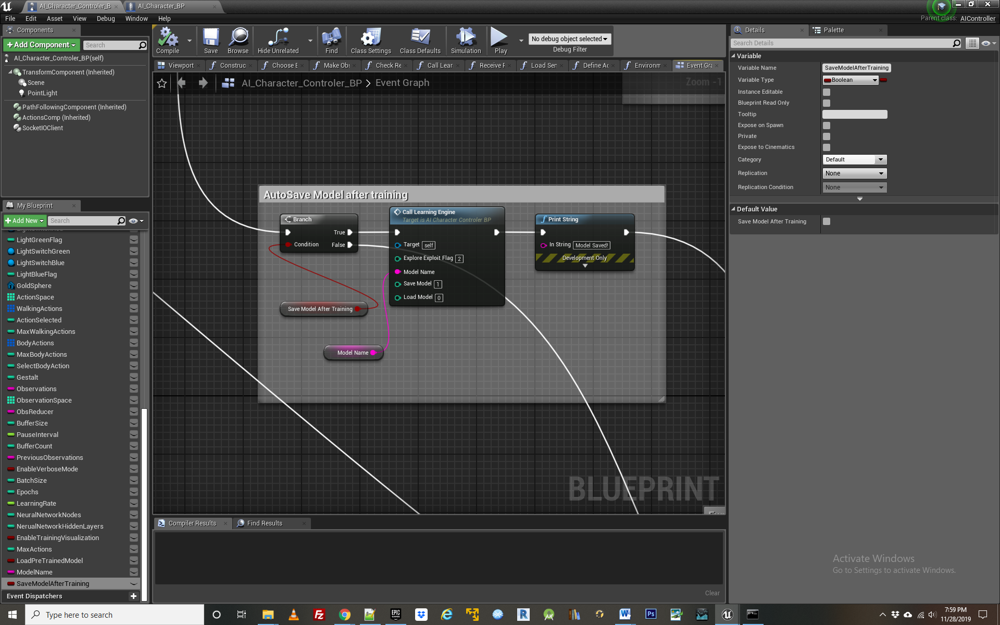 AI_Character_Controler_B
AI_Character_BP
Parent class: AIController
File Edit Asset View Debug Window Help
Components
+Add Component
Search
AI_Character_Controler_BP(self)
TransformComponent (Inherited)
Scene
PointLight
PathFollowingComponent (Inherited)
ActionsComp (Inherited)
SocketIOClient
Compile
Save
Browse
Hide Unrelated
Find
Class Settings
Class Defaults
Simulation
Play
No debug object selected
Debug Filter
Viewport
Construc
Choose E
Make Ob
Check Re
Call Lear
Receive F
Load Ser
Define Ac
Environm
Event Gra
AI_Character_Controler_BP > Event Graph
Zoom -1
AutoSave Model after training
Branch
True
Condition
False
Call Learning Engine
Target is AI Character Controler BP
Target self
Explore Exploit Flag 2
Model Name
Save Model 1
Load Model 0
Print String
In String Model Saved!
Development Only
Save Model After Training
Model Name
BLUEPRINT
My Blueprint
+Add New
Search
LightGreenFlag
LightSwitchGreen
LightSwitchBlue
LightBlueFlag
GoldSphere
ActionSpace
WalkingActions
ActionSelected
MaxWalkingActions
BodyActions
MaxBodyActions
SelectBodyAction
Gestalt
Observations
ObservationSpace
ObsReducer
BufferSize
PauseInterval
BufferCount
PreviousObservations
EnableVerboseMode
BatchSize
Epochs
LearningRate
NeuralNetworkNodes
NerualNetworkHiddenLayers
EnableTrainingVisualization
MaxActions
LoadPreTrainedModel
ModelName
SaveModelAfterTraining
Event Dispatchers
Compiler Results
Find Results
Clear
Details
Palette
Search Details
Variable
Variable Name SaveModelAfterTraining
Variable Type Boolean
Instance Editable
Blueprint Read Only
Tooltip
Expose on Spawn
Private
Expose to Cinematics
Category Default
Replication None
Replication Condition None
Default Value
Save Model After Training
Activate Windows
Go to Settings to activate Windows.
Type here to search
7:59 PM
11/28/2019